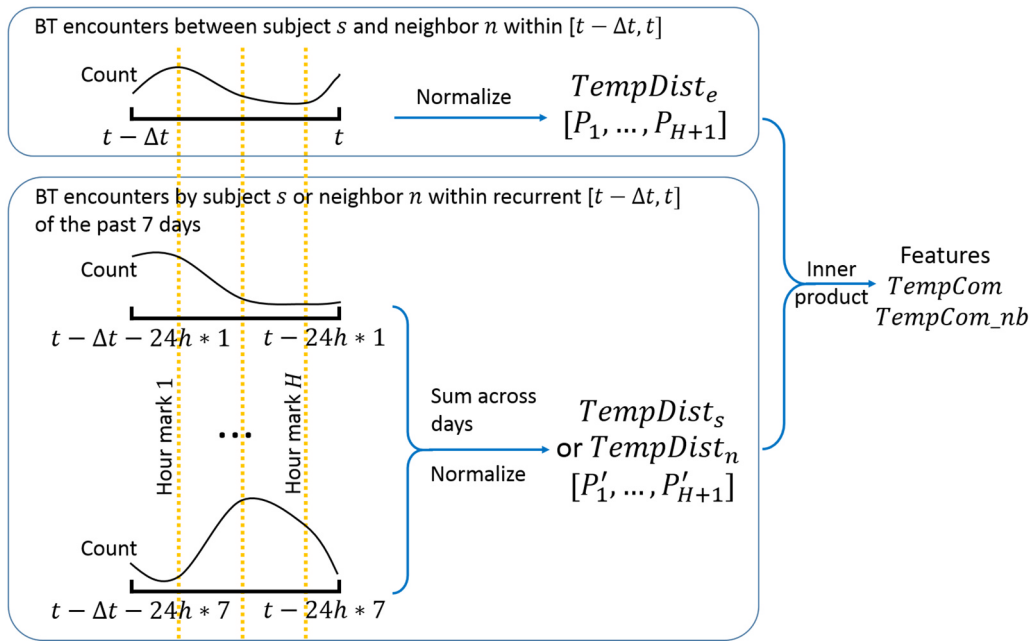 BT encounters between subject s and neighbor n within [t − Δt, t]
Count
t − Δt
t
Normalize
TempDist_e
[P_1, ..., P_{H+1}]
BT encounters by subject s or neighbor n within recurrent [t − Δt, t]
of the past 7 days
Count
t − Δt − 24h * 1
t − 24h * 1
Hour mark 1
...
Hour mark H
Count
t − Δt − 24h * 7
t − 24h * 7
Sum across
days
Normalize
TempDist_s
or TempDist_n
[P′_1, ..., P′_{H+1}]
Inner
product
Features
TempCom
TempCom_nb